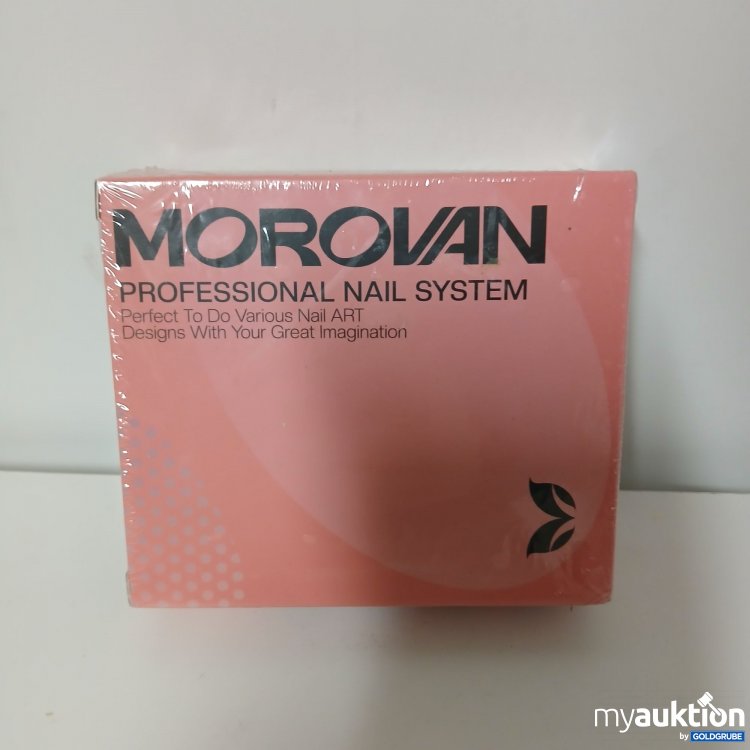 MOROVAN
PROFESSIONAL NAIL SYSTEM
Perfect To Do Various Nail ART
Designs With Your Great Imagination
myauktion
by GOLDGRUBE